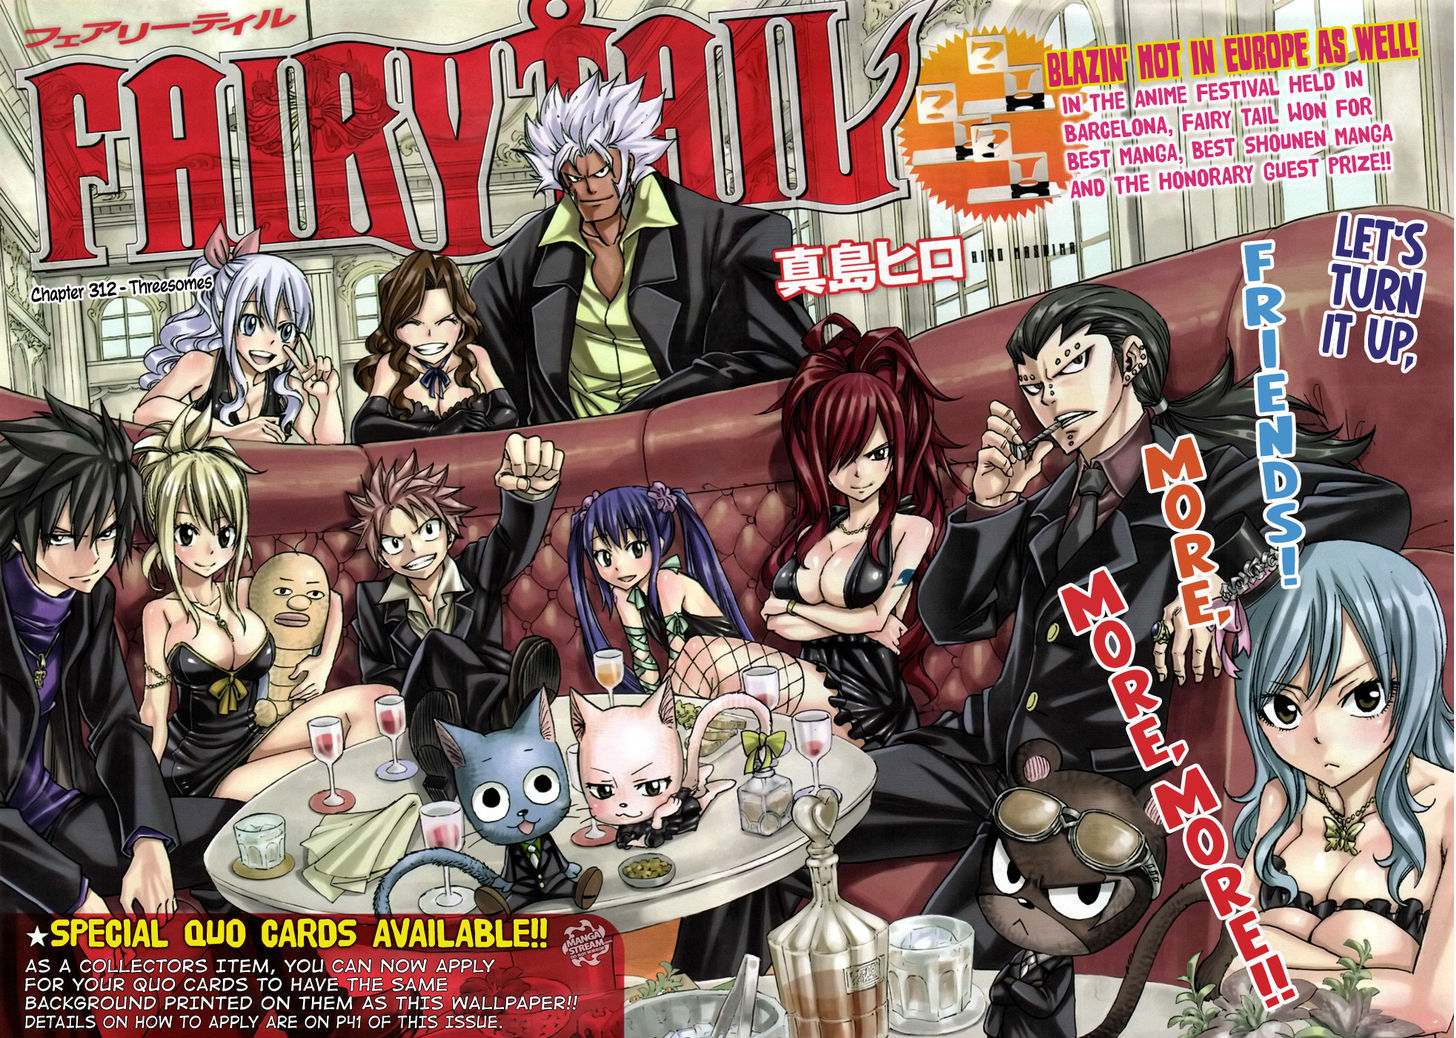 フェアリーテイル
FAIRY TAIL
BLAZIN' HOT IN EUROPE AS WELL!
IN THE ANIME FESTIVAL HELD IN
BARGELONA, FAIRY TAIL WON FOR
BEST MANGA, BEST SHOUNEN MANGA
AND THE HONORARY GUEST PRIZE!!
真島ヒロ
HIRO MASHIMA
Chapter 312 - Threesomes
LET'S
TURN
IT UP,
FRIENDS!
MORE,
MORE,
MORE, MORE!!
★SPECIAL QUO CARDS AVAILABLE!!
AS A COLLECTORS ITEM, YOU CAN NOW APPLY
FOR YOUR QUO CARDS TO HAVE THE SAME
BACKGROUND PRINTED ON THEM AS THIS WALLPAPER!!
DETAILS ON HOW TO APPLY ARE ON P41 OF THIS ISSUE.
MANGA
STREAM